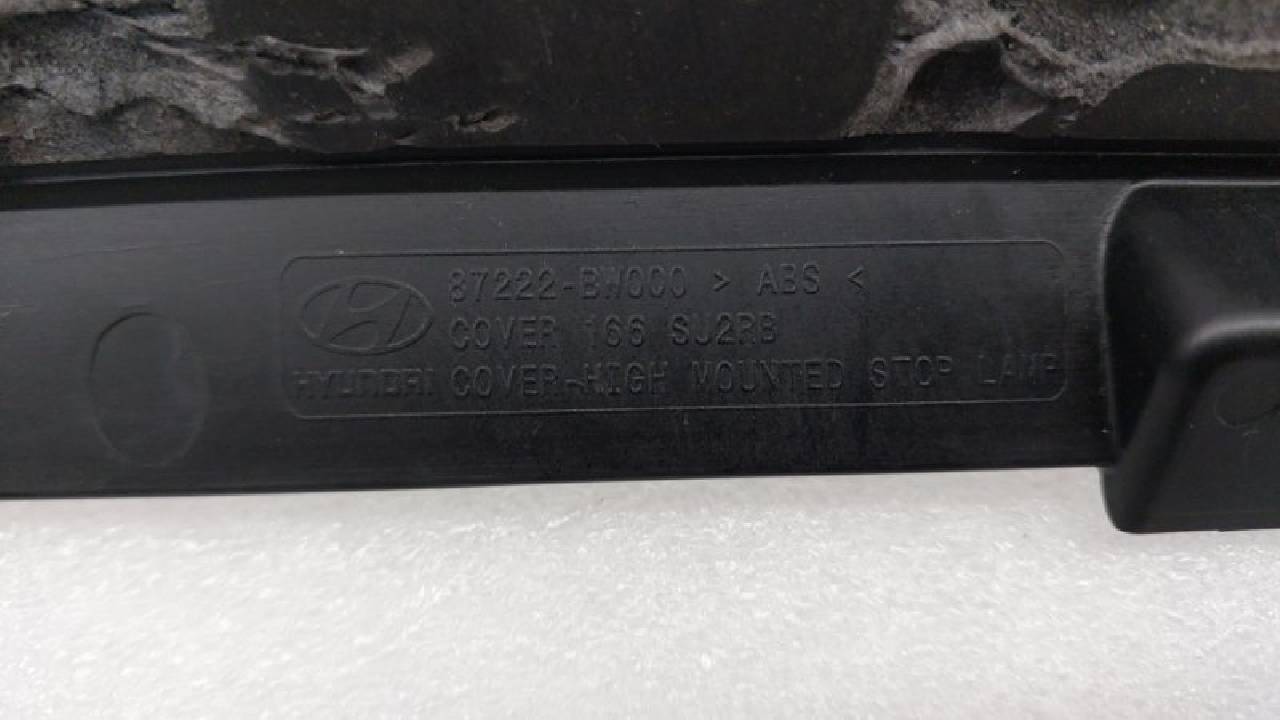 87222-BW000 > ABS <
COVER 166 SJ2RB
HYUNDAI COVER-HIGH MOUNTED STOP LAMP